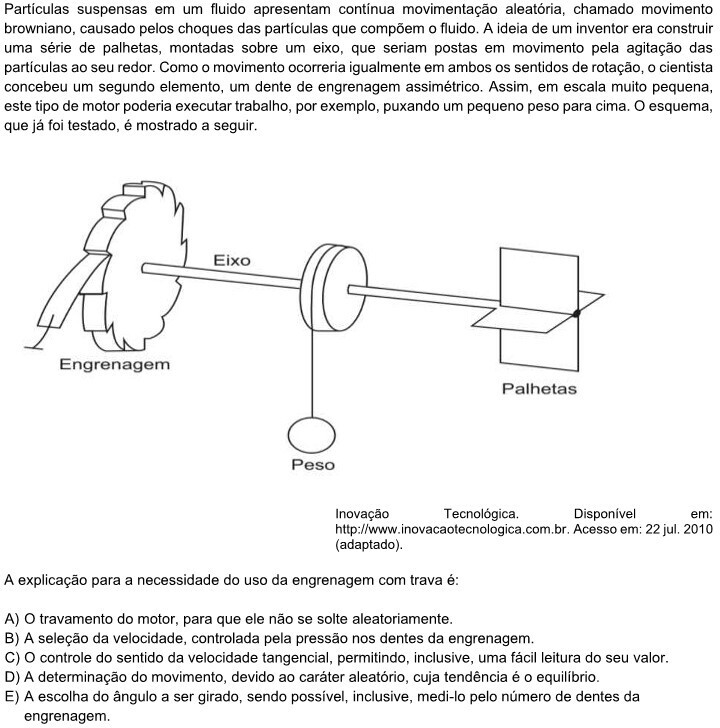 Partículas suspensas em um fluido apresentam contínua movimentação aleatória, chamado movimento
browniano, causado pelos choques das partículas que compõem o fluido. A ideia de um inventor era construir
uma série de palhetas, montadas sobre um eixo, que seriam postas em movimento pela agitação das
partículas ao seu redor. Como o movimento ocorreria igualmente em ambos os sentidos de rotação, o cientista
concebeu um segundo elemento, um dente de engrenagem assimétrico. Assim, em escala muito pequena,
este tipo de motor poderia executar trabalho, por exemplo, puxando um pequeno peso para cima. O esquema,
que já foi testado, é mostrado a seguir.
Eixo
Engrenagem
Palhetas
Peso
Inovação Tecnológica. Disponível em:
http://www.inovacaotecnologica.com.br. Acesso em: 22 jul. 2010
(adaptado).
A explicação para a necessidade do uso da engrenagem com trava é:
A) O travamento do motor, para que ele não se solte aleatoriamente.
B) A seleção da velocidade, controlada pela pressão nos dentes da engrenagem.
C) O controle do sentido da velocidade tangencial, permitindo, inclusive, uma fácil leitura do seu valor.
D) A determinação do movimento, devido ao caráter aleatório, cuja tendência é o equilíbrio.
E) A escolha do ângulo a ser girado, sendo possível, inclusive, medi-lo pelo número de dentes da
engrenagem.